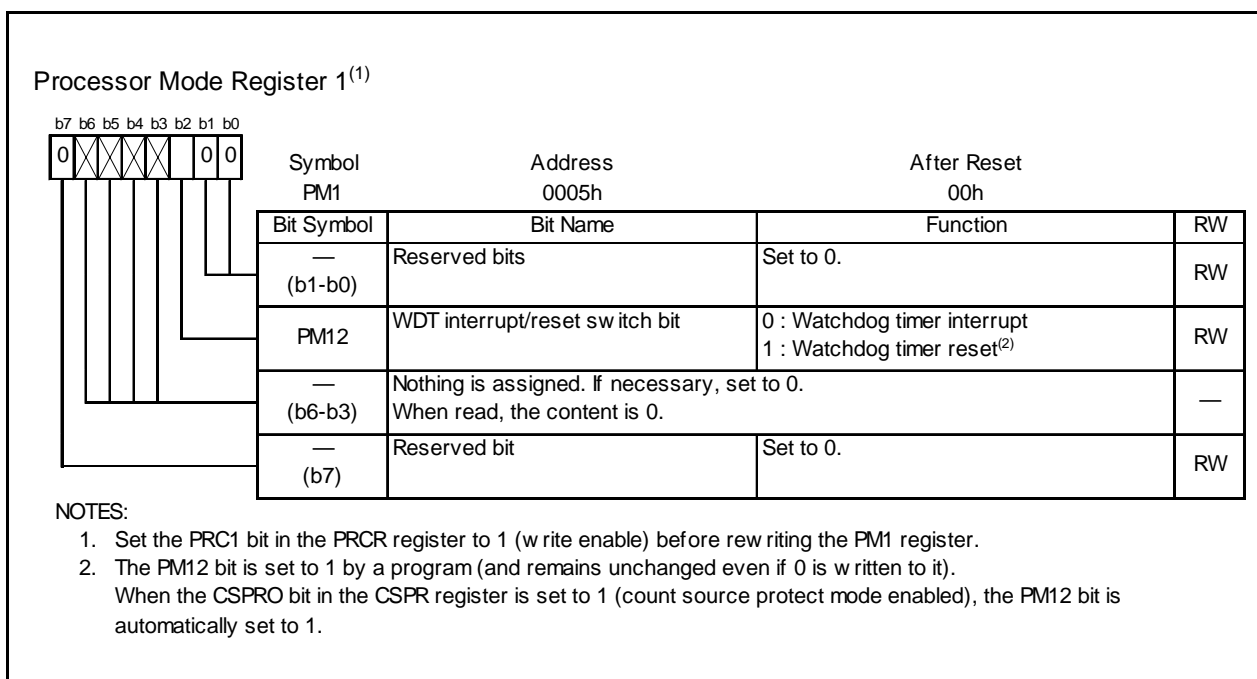 Processor Mode Register 1(1)
b7 b6 b5 b4 b3 b2 b1 b0
0 0 0
Symbol Address After Reset
PM1 0005h 00h
Bit Symbol Bit Name Function RW
— Reserved bits Set to 0. RW
(b1-b0)
PM12 WDT interrupt/reset switch bit 0 : Watchdog timer interrupt RW
1 : Watchdog timer reset(2)
— Nothing is assigned. If necessary, set to 0. —
(b6-b3) When read, the content is 0.
— Reserved bit Set to 0. RW
(b7)
NOTES:
1. Set the PRC1 bit in the PRCR register to 1 (write enable) before rewriting the PM1 register.
2. The PM12 bit is set to 1 by a program (and remains unchanged even if 0 is written to it).
When the CSPRO bit in the CSPR register is set to 1 (count source protect mode enabled), the PM12 bit is
automatically set to 1.